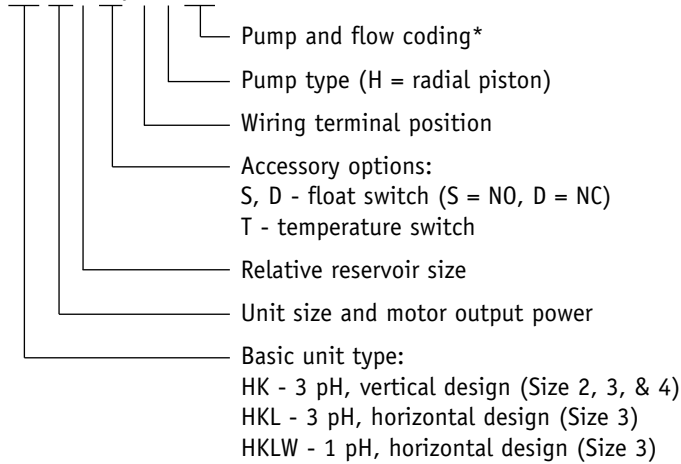 Pump and flow coding*
Pump type (H = radial piston)
Wiring terminal position
Accessory options:
S, D - float switch (S = NO, D = NC)
T - temperature switch
Relative reservoir size
Unit size and motor output power
Basic unit type:
HK - 3 pH, vertical design (Size 2, 3, & 4)
HKL - 3 pH, horizontal design (Size 3)
HKLW - 1 pH, horizontal design (Size 3)